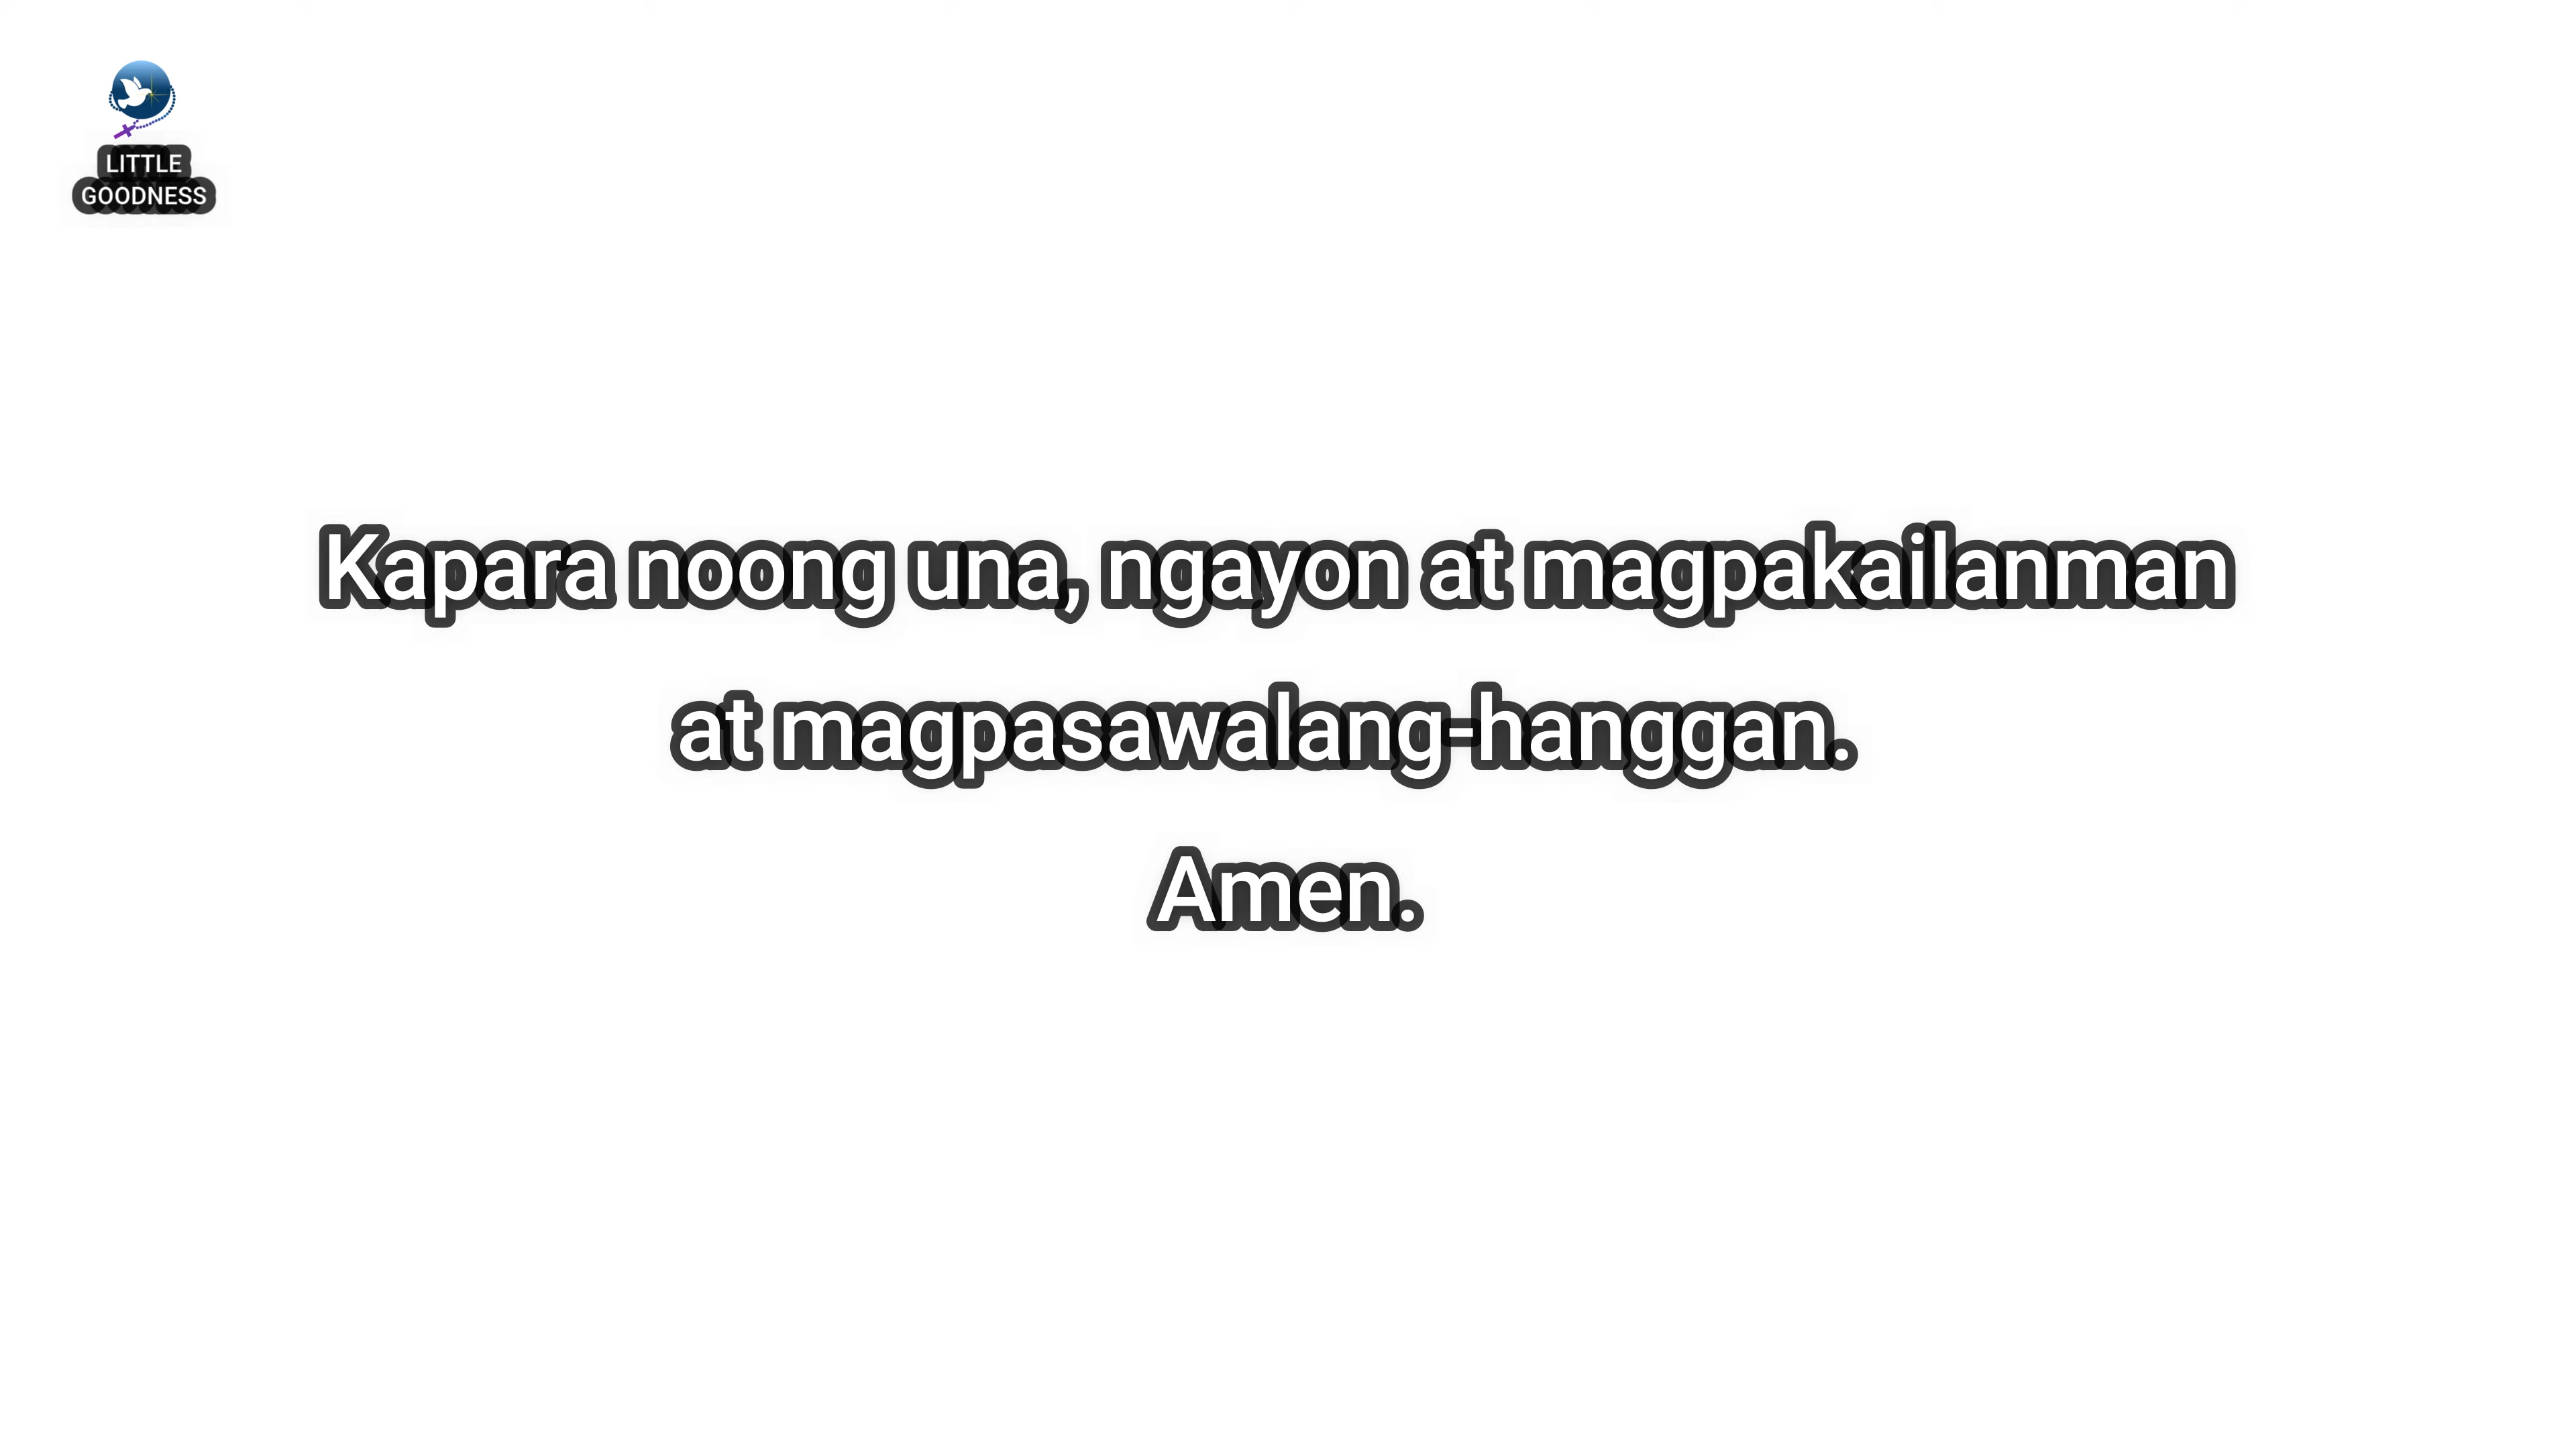 LITTLE
GOODNESS
Kapara noong una, ngayon at magpakailanman
at magpasawalang-hanggan.
Amen.